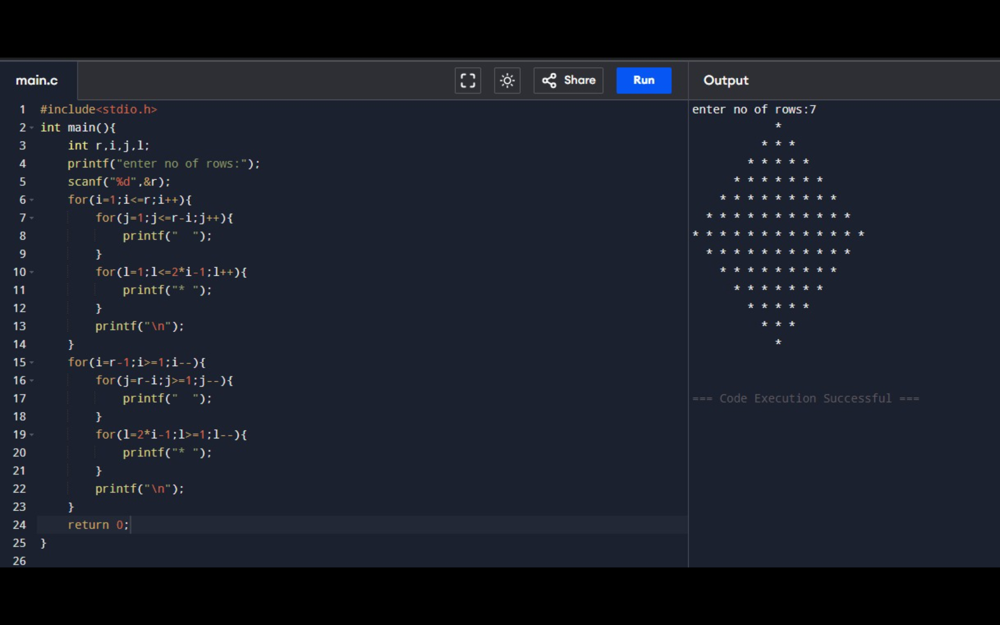 main.c
Share
Run
Output
1 #include<stdio.h>
2 int main(){
3     int r,i,j,l;
4     printf("enter no of rows:");
5     scanf("%d",&r);
6     for(i=1;i<=r;i++){
7         for(j=1;j<=r-i;j++){
8             printf("  ");
9         }
10         for(l=1;l<=2*i-1;l++){
11             printf("* ");
12         }
13         printf("\n");
14     }
15     for(i=r-1;i>=1;i--){
16         for(j=r-i;j>=1;j--){
17             printf("  ");
18         }
19         for(l=2*i-1;l>=1;l--){
20             printf("* ");
21         }
22         printf("\n");
23     }
24     return 0;
25 }
26
enter no of rows:7
            *
          * * *
        * * * * *
      * * * * * * *
    * * * * * * * * *
  * * * * * * * * * * *
* * * * * * * * * * * * *
  * * * * * * * * * * *
    * * * * * * * * *
      * * * * * * *
        * * * * *
          * * *
            *
=== Code Execution Successful ===